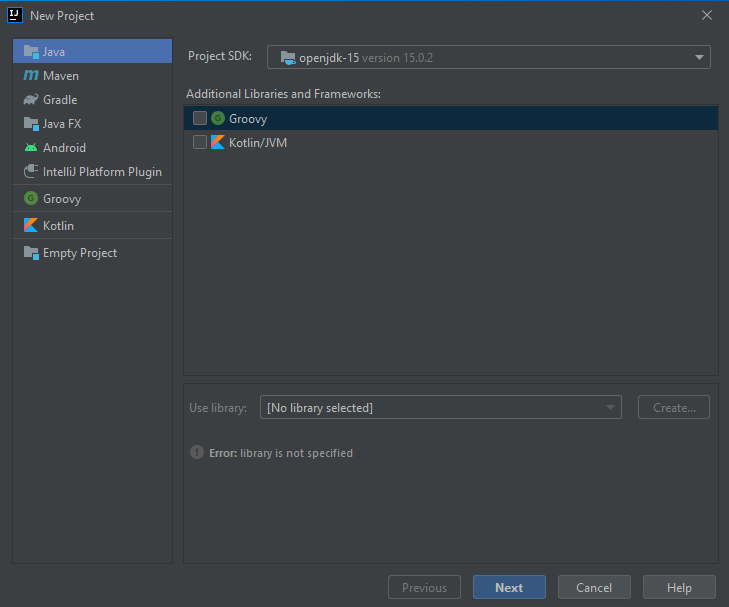 New Project
Java
Maven
Gradle
Java FX
Android
IntelliJ Platform Plugin
Groovy
Kotlin
Empty Project
Project SDK: openjdk-15 version 15.0.2
Additional Libraries and Frameworks:
Groovy
Kotlin/JVM
Use library: [No library selected] Create...
Error: library is not specified
Previous Next Cancel Help